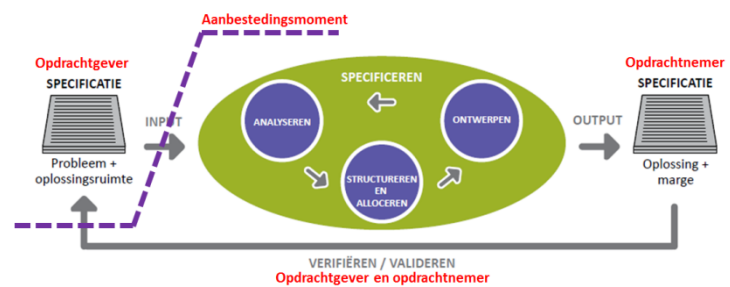 Aanbestedingsmoment
Opdrachtgever
SPECIFICATIE
Probleem +
oplossingsruimte
INPUT
SPECIFICEREN
ANALYSEREN
STRUCTUREREN
EN
ALLOCEREN
ONTWERPEN
OUTPUT
Opdrachtnemer
SPECIFICATIE
Oplossing +
marge
VERIFIËREN / VALIDEREN
Opdrachtgever en opdrachtnemer